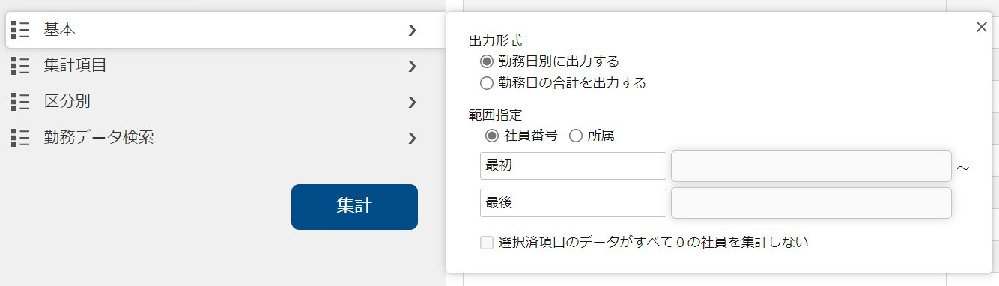 基本
集計項目
区分別
勤務データ検索
集計
出力形式
勤務日別に出力する
勤務日の合計を出力する
範囲指定
社員番号 所属
最初 ～
最後
選択済項目のデータがすべて０の社員を集計しない